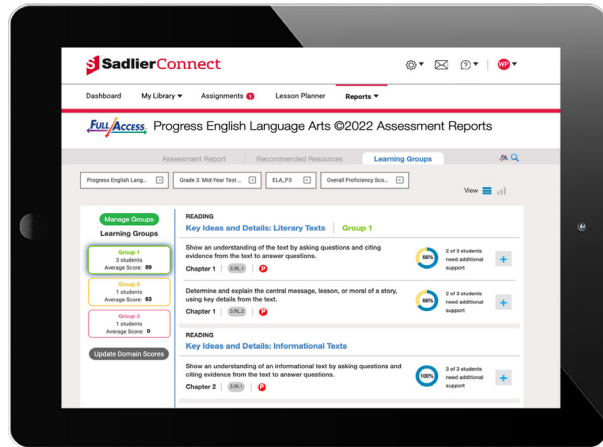 SadlierConnect
WP
Dashboard My Library Assignments 1 Lesson Planner Reports
FULL ACCESS Progress English Language Arts ©2022 Assessment Reports
Assessment Report Recommended Resources Learning Groups
Progress English Lang... Grade 3: Mid-Year Test ... ELA_P3 Overall Proficiency Sco...
View
Manage Groups
Learning Groups
Group 1
3 students
Average Score: 89
Group 2
1 students
Average Score: 63
Group 3
1 students
Average Score: 0
Update Domain Scores
READING
Key Ideas and Details: Literary Texts Group 1
Show an understanding of the text by asking questions and citing
evidence from the text to answer questions.
Chapter 1 3.RL.1 P
66%
2 of 3 students
need additional
support
+
Determine and explain the central message, lesson, or moral of a story,
using key details from the text.
Chapter 1 3.RL.2 P
66%
2 of 3 students
need additional
support
+
READING
Key Ideas and Details: Informational Texts
Show an understanding of an informational text by asking questions and
citing evidence from the text to answer questions.
Chapter 2 3.RI.1 P
100%
3 of 3 students
need additional
support
+